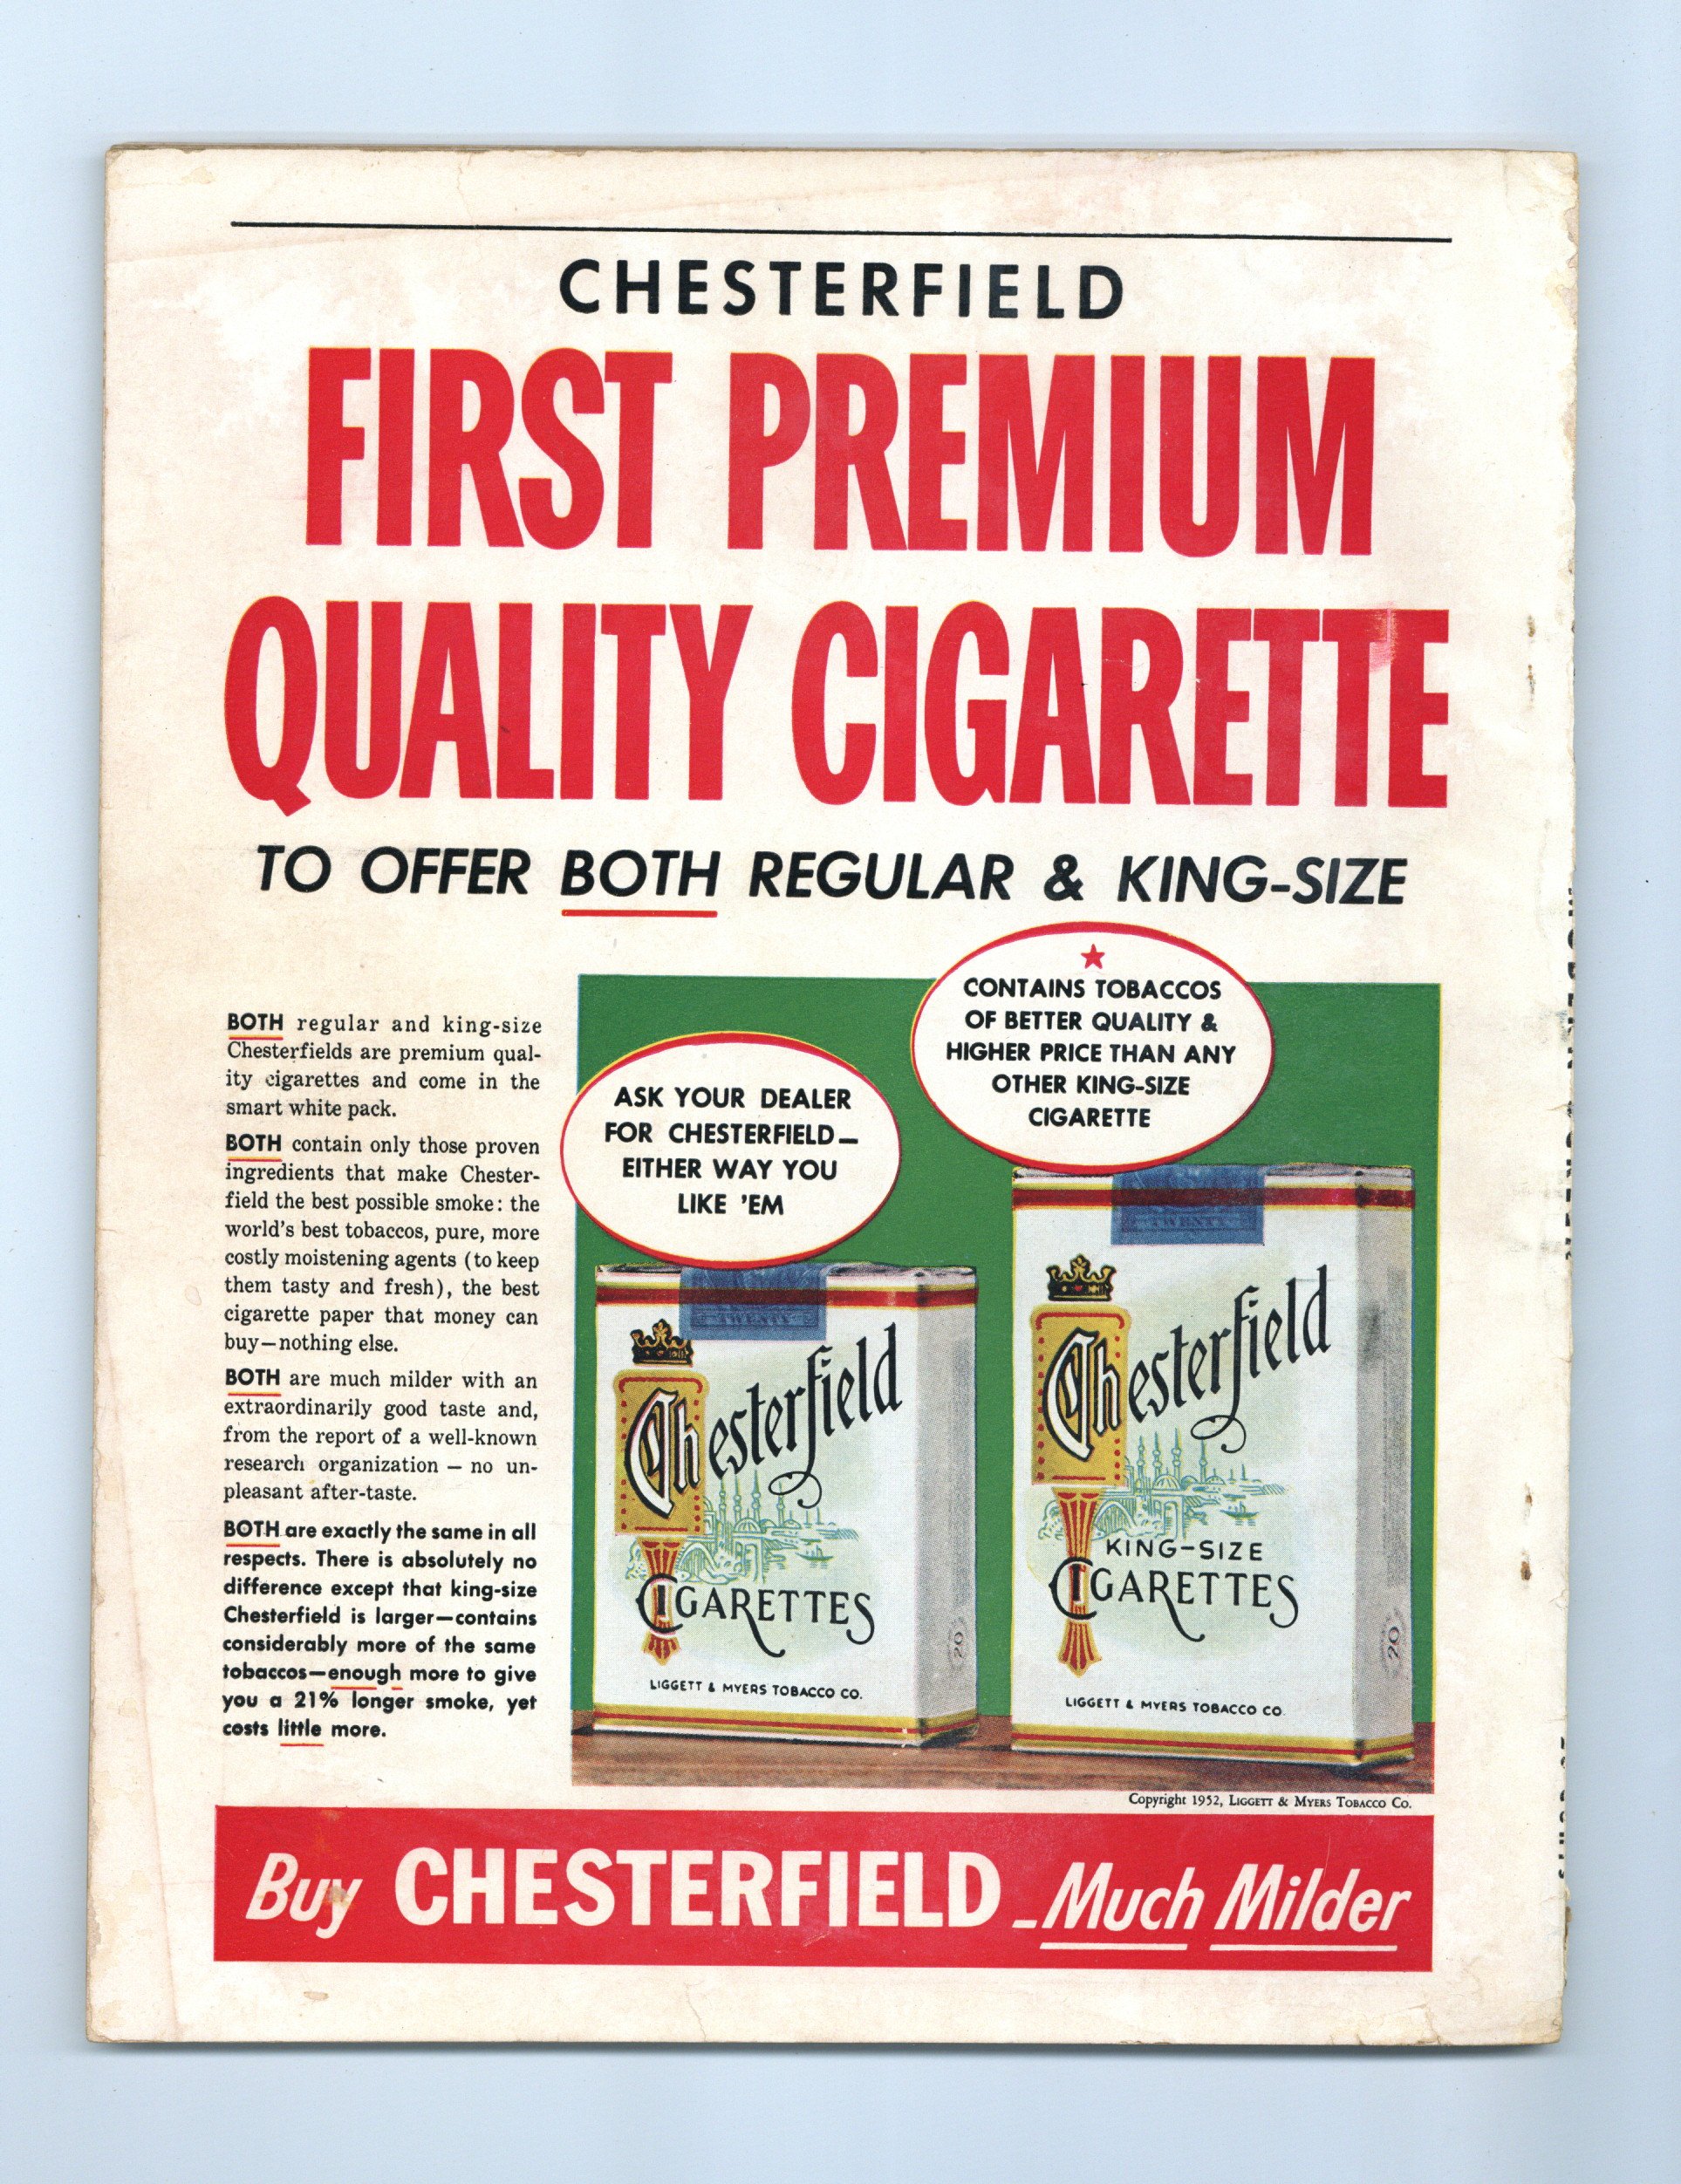 CHESTERFIELD
FIRST PREMIUM
QUALITY CIGARETTE
TO OFFER BOTH REGULAR & KING-SIZE
BOTH regular and king-size
Chesterfields are premium qual-
ity cigarettes and come in the
smart white pack.
BOTH contain only those proven
ingredients that make Chester-
field the best possible smoke: the
world's best tobaccos, pure, more
costly moistening agents (to keep
them tasty and fresh), the best
cigarette paper that money can
buy—nothing else.
BOTH are much milder with an
extraordinarily good taste and,
from the report of a well-known
research organization — no un-
pleasant after-taste.
BOTH are exactly the same in all
respects. There is absolutely no
difference except that king-size
Chesterfield is larger—contains
considerably more of the same
tobaccos—enough more to give
you a 21% longer smoke, yet
costs little more.
ASK YOUR DEALER
FOR CHESTERFIELD—
EITHER WAY YOU
LIKE 'EM
★
CONTAINS TOBACCOS
OF BETTER QUALITY &
HIGHER PRICE THAN ANY
OTHER KING-SIZE
CIGARETTE
TWENTY
Chesterfield
CIGARETTES
LIGGETT & MYERS TOBACCO CO.
20
TWENTY
Chesterfield
KING-SIZE
CIGARETTES
LIGGETT & MYERS TOBACCO CO.
20
Copyright 1952, LIGGETT & MYERS TOBACCO CO.
Buy CHESTERFIELD_Much Milder